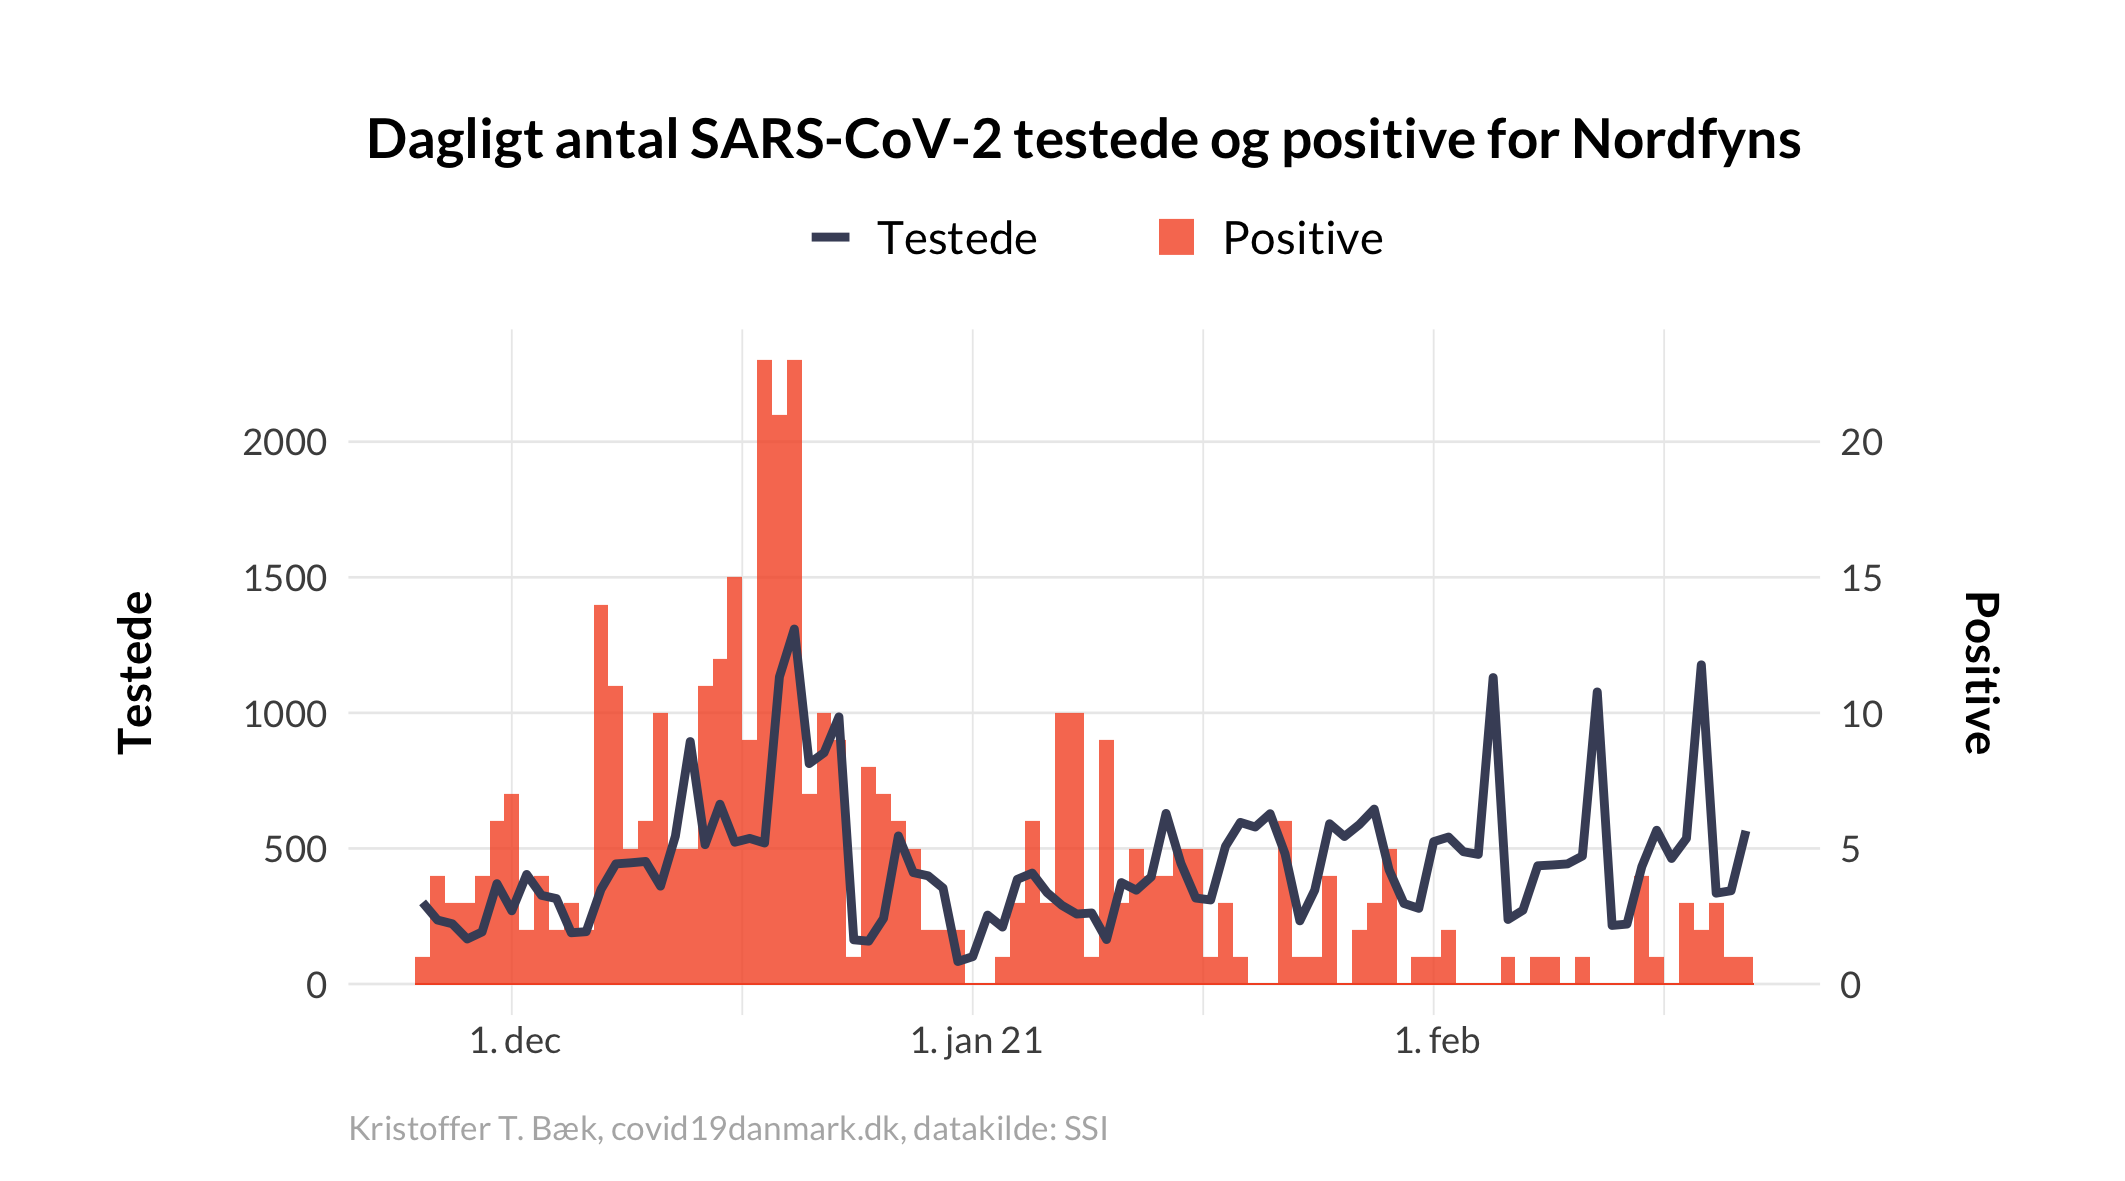 Dagligt antal SARS-CoV-2 testede og positive for Nordfyns
Testede Positive
2000 20
1500 15
1000 10
500 5
0 0
Testede
Positive
1. dec 1. jan 21 1. feb
Kristoffer T. Bæk, covid19danmark.dk, datakilde: SSI